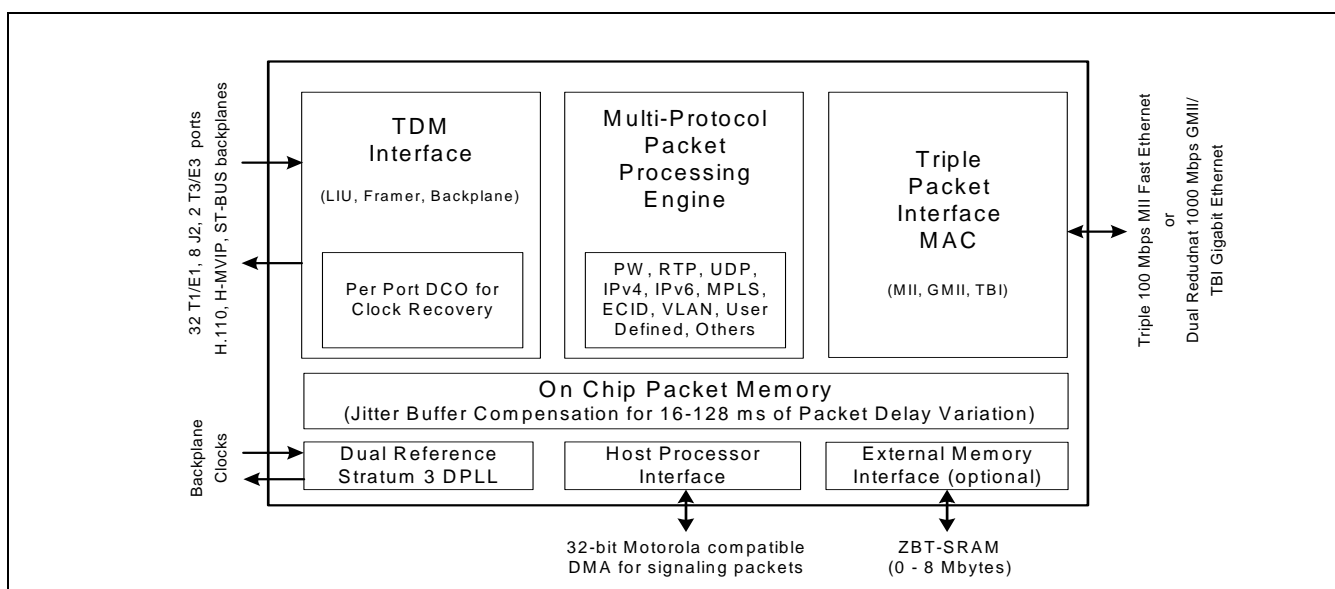 32 T1/E1, 8 J2, 2 T3/E3 ports
H.110, H-MVIP, ST-BUS backplanes
TDM
Interface
(LIU, Framer, Backplane)
Per Port DCO for
Clock Recovery
Multi-Protocol
Packet
Processing
Engine
PW, RTP, UDP,
IPv4, IPv6, MPLS,
ECID, VLAN, User
Defined, Others
Triple
Packet
Interface
MAC
(MII, GMII, TBI)
Triple 100 Mbps MII Fast Ethernet
or
Dual Redudnat 1000 Mbps GMII/
TBI Gigabit Ethernet
On Chip Packet Memory
(Jitter Buffer Compensation for 16-128 ms of Packet Delay Variation)
Backplane
Clocks
Dual Reference
Stratum 3 DPLL
Host Processor
Interface
External Memory
Interface (optional)
32-bit Motorola compatible
DMA for signaling packets
ZBT-SRAM
(0 - 8 Mbytes)